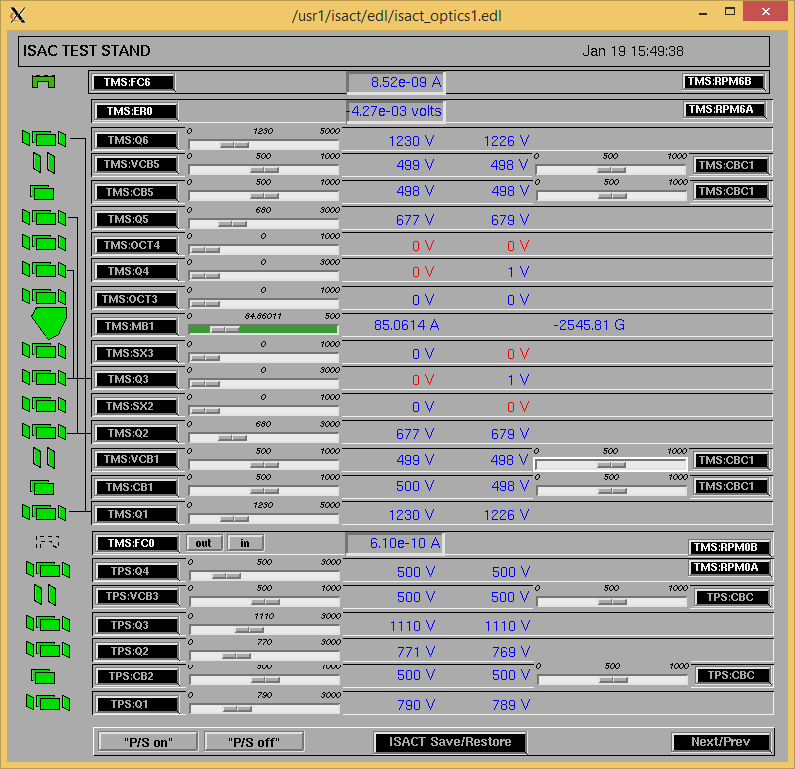 /usr1/isact/edl/isact_optics1.edl
ISAC TEST STAND Jan 19 15:49:38
TMS:FC6 8.52e-09 A TMS:RPM6B
TMS:ER0 -4.27e-03 volts TMS:RPM6A
TMS:Q6 0 1230 5000 1230 V 1226 V
TMS:VCB5 0 500 1000 499 V 498 V 0 500 1000 TMS:CBC1
TMS:CB5 0 500 1000 498 V 498 V 0 500 1000 TMS:CBC1
TMS:Q5 0 680 3000 677 V 679 V
TMS:OCT4 0 0 1000 0 V 0 V
TMS:Q4 0 0 3000 0 V 1 V
TMS:OCT3 0 0 1000 0 V 0 V
TMS:MB1 0 84.86011 500 85.0614 A -2545.81 G
TMS:SX3 0 0 1000 0 V 0 V
TMS:Q3 0 0 3000 0 V 1 V
TMS:SX2 0 0 1000 0 V 0 V
TMS:Q2 0 680 3000 677 V 679 V
TMS:VCB1 0 500 1000 499 V 498 V 0 500 1000 TMS:CBC1
TMS:CB1 0 500 1000 500 V 498 V 0 500 1000 TMS:CBC1
TMS:Q1 0 1230 5000 1230 V 1226 V
TMS:FC0 out in 6.10e-10 A TMS:RPM0B
TPS:Q4 0 500 3000 500 V 500 V TMS:RPM0A
TPS:VCB3 0 500 1000 500 V 500 V 0 500 1000 TPS:CBC
TPS:Q3 0 1110 3000 1110 V 1110 V
TPS:Q2 0 770 3000 771 V 769 V
TPS:CB2 0 500 1000 500 V 500 V 0 500 1000 TPS:CBC
TPS:Q1 0 790 3000 790 V 789 V
"P/S on" "P/S off" ISACT Save/Restore Next/Prev